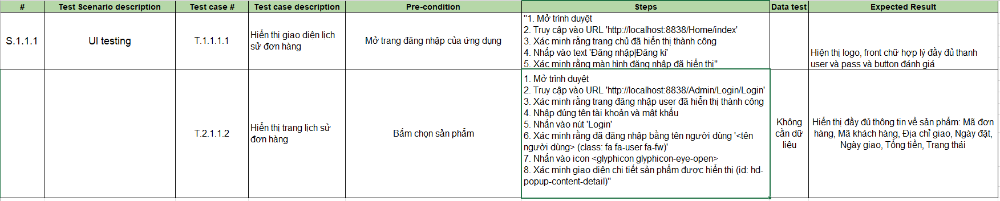 # Test Scenario description Test case # Test case description Pre-condition Steps Data test Expected Result
S.1.1.1
UI testing
T.1.1.1.1
Hiển thị giao diện lịch
sử đơn hàng
Mở trang đăng nhập của ứng dụng
"1. Mở trình duyệt
2. Truy cập vào URL 'http://localhost:8838/Home/index'
3. Xác minh rằng trang chủ đã hiển thị thành công
4. Nhấp vào text 'Đăng nhập|Đăng kí'
5. Xác minh rằng màn hình đăng nhập đã hiển thị"
Hiện thị logo, front chữ hợp lý đầy đủ thanh
user và pass và button đánh giá
T.2.1.1.2
Hiển thị trang lịch sử
đơn hàng
Bấm chọn sản phẩm
1. Mở trình duyệt
2. Truy cập vào URL 'http://localhost:8838/Admin/Login/Login'
3. Xác minh rằng trang đăng nhập user đã hiển thị thành công
4. Nhập đúng tên tài khoản và mật khẩu
5. Nhấn vào nút 'Login'
6. Xác minh rằng đã đăng nhập bằng tên người dùng '<tên
người dùng> (class: fa fa-user fa-fw)'
7. Nhấn vào icon <glyphicon glyphicon-eye-open>
8. Xác minh giao diện chi tiết sản phẩm được hiển thị (id: hd-
popup-content-detail)"
Không
cần dữ
liệu
Hiển thị đầy đủ thông tin về sản phẩm: Mã đơn
hàng, Mã khách hàng, Địa chỉ giao, Ngày đặt,
Ngày giao, Tổng tiền, Trạng thái